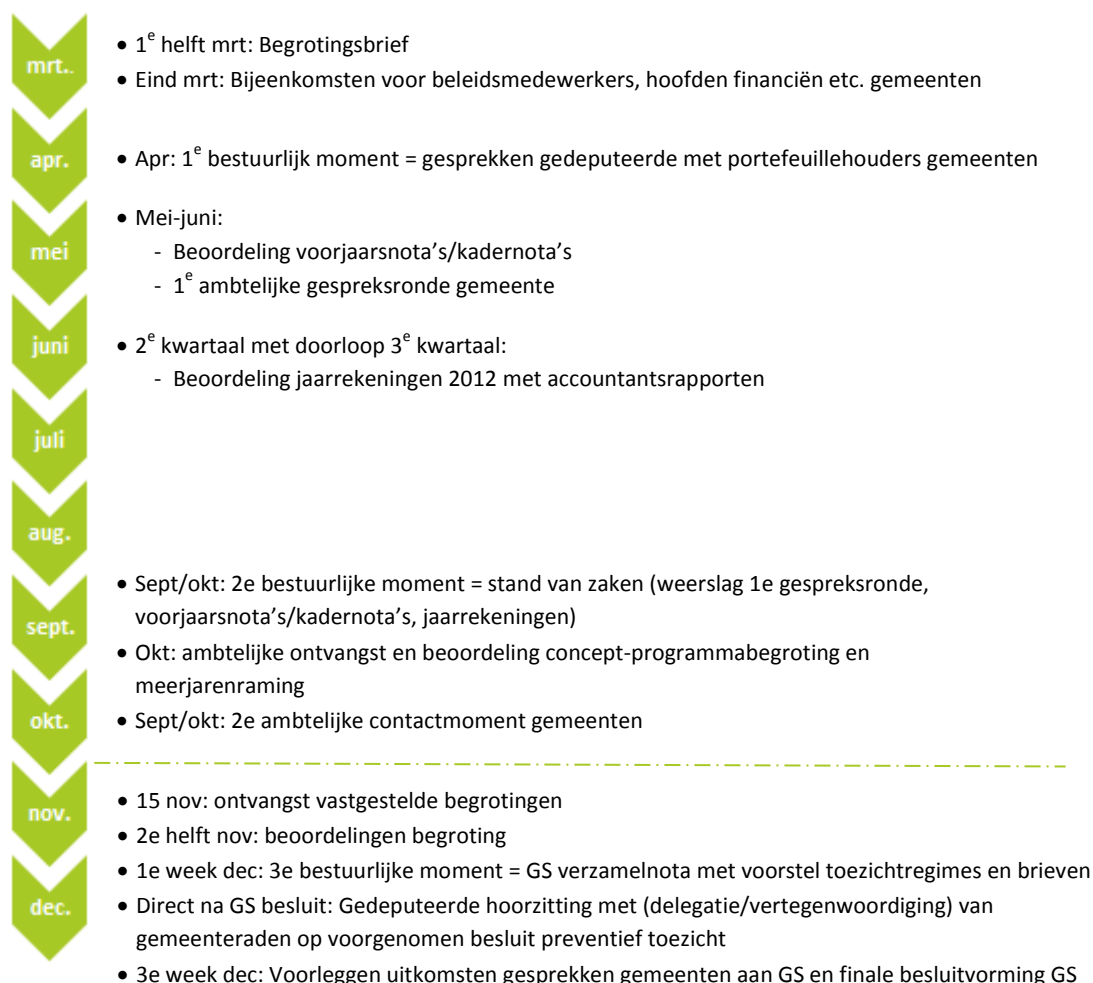 mrt..
• 1e helft mrt: Begrotingsbrief
• Eind mrt: Bijeenkomsten voor beleidsmedewerkers, hoofden financiën etc. gemeenten
apr.
• Apr: 1e bestuurlijk moment = gesprekken gedeputeerde met portefeuillehouders gemeenten
mei
• Mei-juni:
- Beoordeling voorjaarsnota’s/kadernota’s
- 1e ambtelijke gespreksronde gemeente
juni
• 2e kwartaal met doorloop 3e kwartaal:
- Beoordeling jaarrekeningen 2012 met accountantsrapporten
juli
aug.
sept.
• Sept/okt: 2e bestuurlijke moment = stand van zaken (weerslag 1e gespreksronde,
voorjaarsnota’s/kadernota’s, jaarrekeningen)
• Okt: ambtelijke ontvangst en beoordeling concept-programmabegroting en
meerjarenraming
okt.
• Sept/okt: 2e ambtelijke contactmoment gemeenten
nov.
• 15 nov: ontvangst vastgestelde begrotingen
• 2e helft nov: beoordelingen begroting
• 1e week dec: 3e bestuurlijke moment = GS verzamelnota met voorstel toezichtregimes en brieven
dec.
• Direct na GS besluit: Gedeputeerde hoorzitting met (delegatie/vertegenwoordiging) van
gemeenteraden op voorgenomen besluit preventief toezicht
• 3e week dec: Voorleggen uitkomsten gesprekken gemeenten aan GS en finale besluitvorming GS